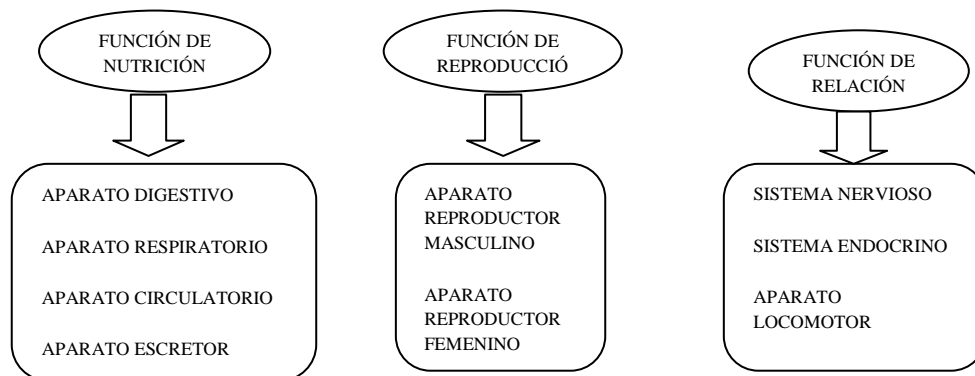 FUNCIÓN DE
NUTRICIÓN
APARATO DIGESTIVO
APARATO RESPIRATORIO
APARATO CIRCULATORIO
APARATO ESCRETOR
FUNCIÓN DE
REPRODUCCIÓ
APARATO
REPRODUCTOR
MASCULINO
APARATO
REPRODUCTOR
FEMENINO
FUNCIÓN DE
RELACIÓN
SISTEMA NERVIOSO
SISTEMA ENDOCRINO
APARATO
LOCOMOTOR